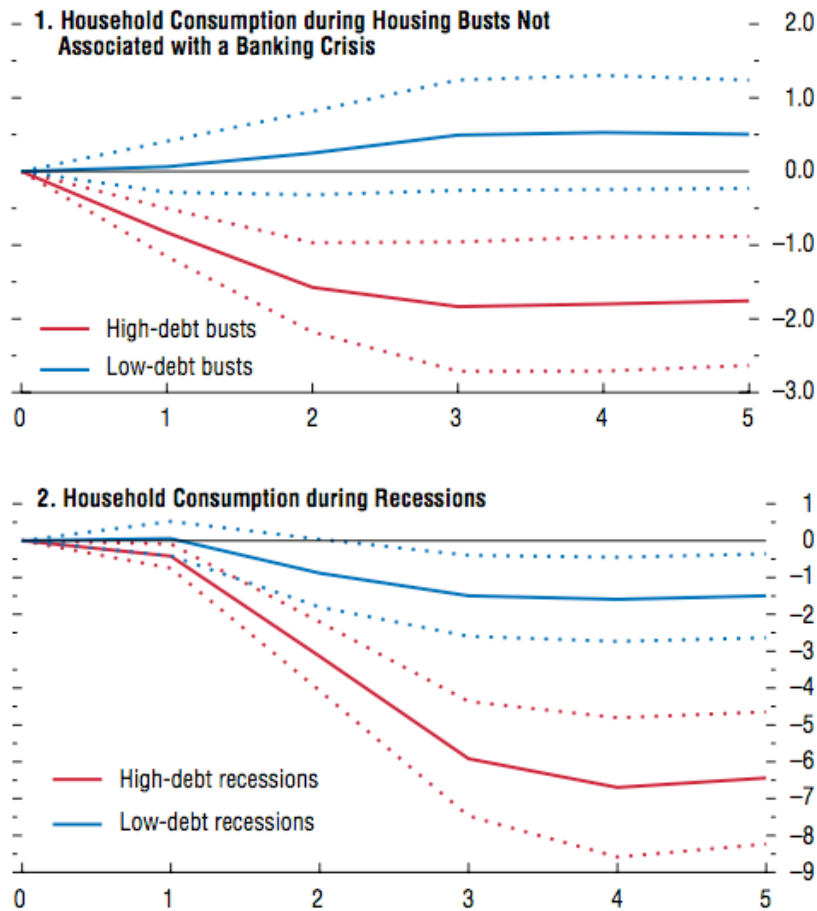 1. Household Consumption during Housing Busts Not
Associated with a Banking Crisis
2.0
1.0
0.0
–1.0
–2.0
–3.0
High-debt busts
Low-debt busts
0 1 2 3 4 5
2. Household Consumption during Recessions
1
0
–1
–2
–3
–4
–5
–6
–7
–8
–9
High-debt recessions
Low-debt recessions
0 1 2 3 4 5